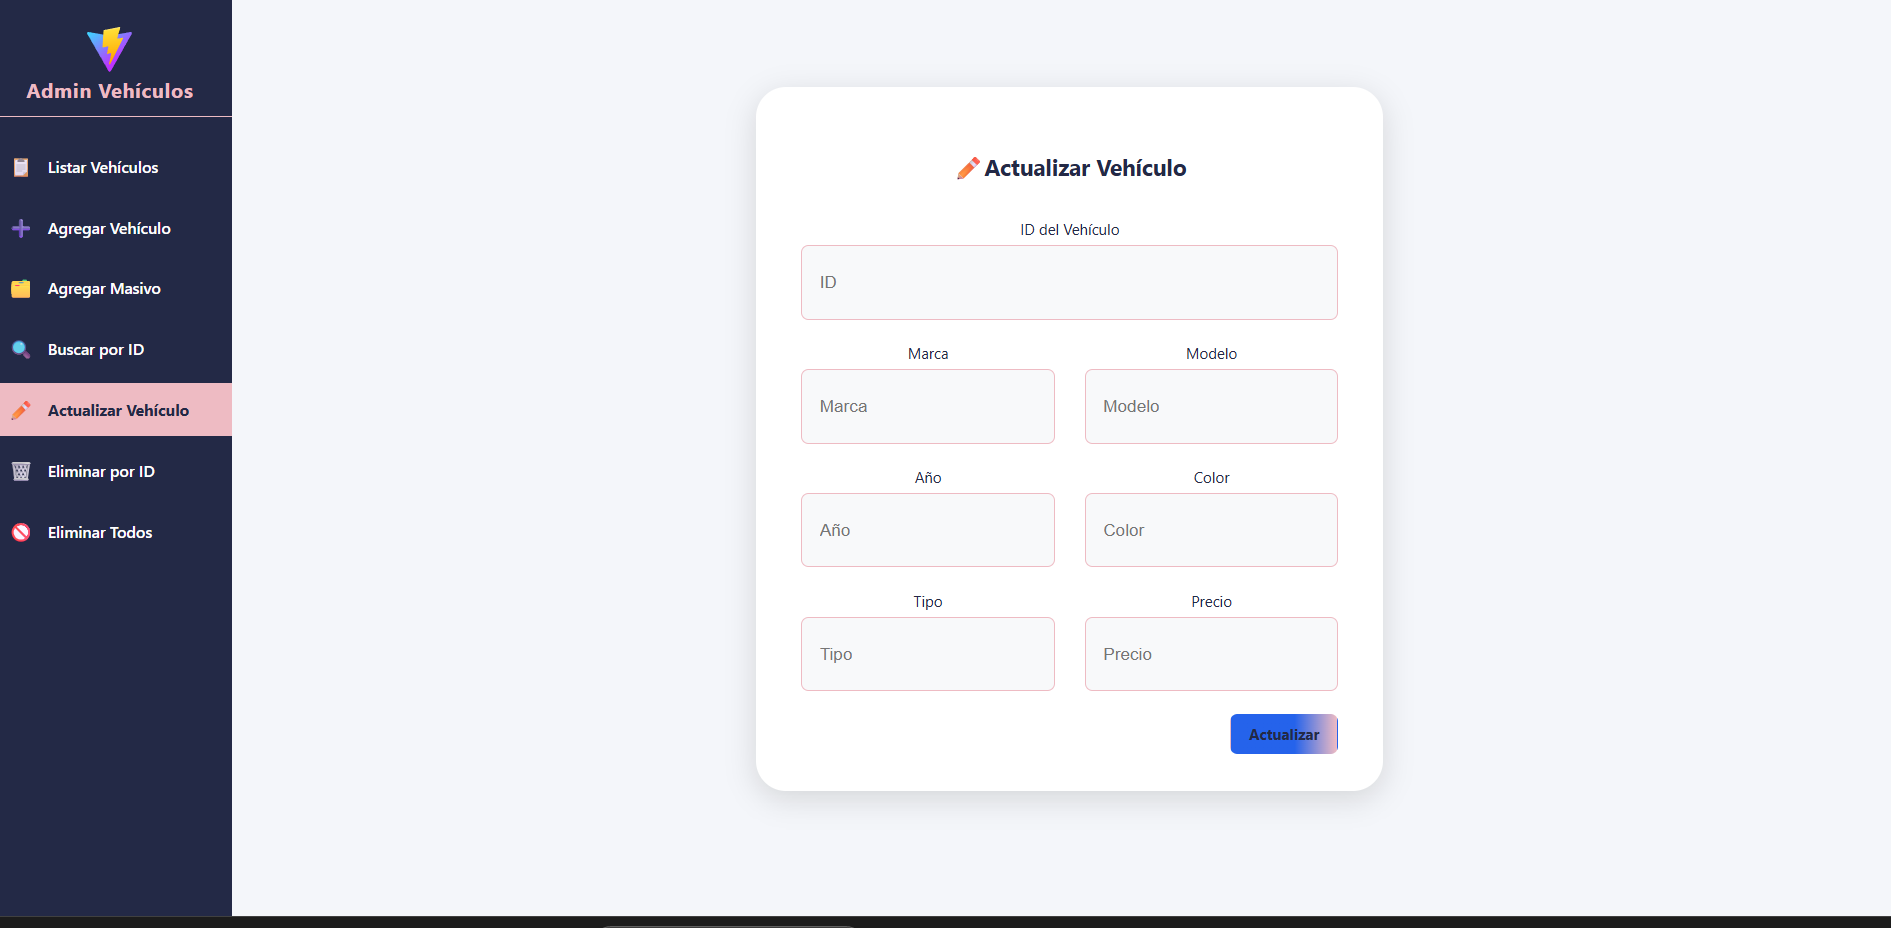 Admin Vehículos
Listar Vehículos
Agregar Vehículo
Agregar Masivo
Buscar por ID
Actualizar Vehículo
Eliminar por ID
Eliminar Todos
Actualizar Vehículo
ID del Vehículo
ID
Marca Modelo
Marca Modelo
Año Color
Año Color
Tipo Precio
Tipo Precio
Actualizar